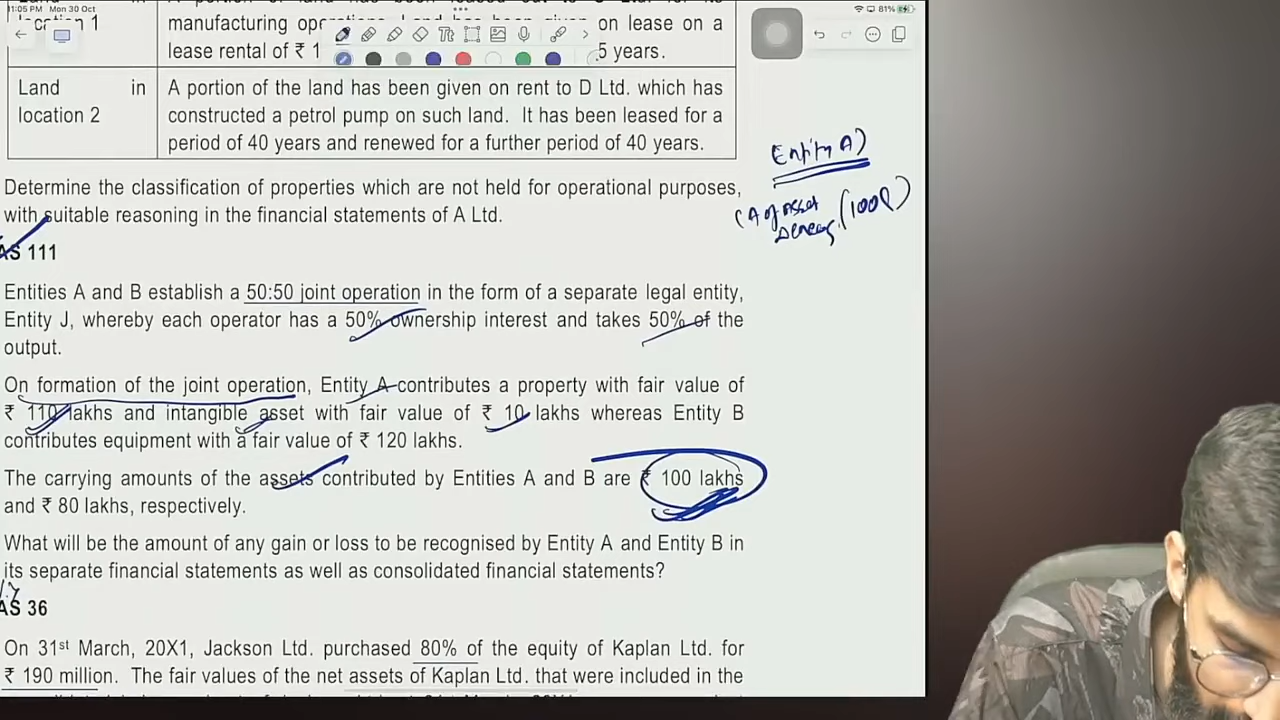 11:05 PM Mon 30 Oct
81%
location 1
manufacturing operations. Land has been given on lease on a
lease rental of ₹ 1 5 years.
Land in location 2
A portion of the land has been given on rent to D Ltd. which has
constructed a petrol pump on such land. It has been leased for a
period of 40 years and renewed for a further period of 40 years.
Entity A)
Determine the classification of properties which are not held for operational purposes,
with suitable reasoning in the financial statements of A Ltd.
AS 111
Entities A and B establish a 50:50 joint operation in the form of a separate legal entity,
Entity J, whereby each operator has a 50% ownership interest and takes 50% of the
output.
On formation of the joint operation, Entity A contributes a property with fair value of
₹ 110 lakhs and intangible asset with fair value of ₹ 10 lakhs whereas Entity B
contributes equipment with a fair value of ₹ 120 lakhs.
The carrying amounts of the assets contributed by Entities A and B are ₹ 100 lakhs
and ₹ 80 lakhs, respectively.
What will be the amount of any gain or loss to be recognised by Entity A and Entity B in
its separate financial statements as well as consolidated financial statements?
AS 36
On 31st March, 20X1, Jackson Ltd. purchased 80% of the equity of Kaplan Ltd. for
₹ 190 million. The fair values of the net assets of Kaplan Ltd. that were included in the